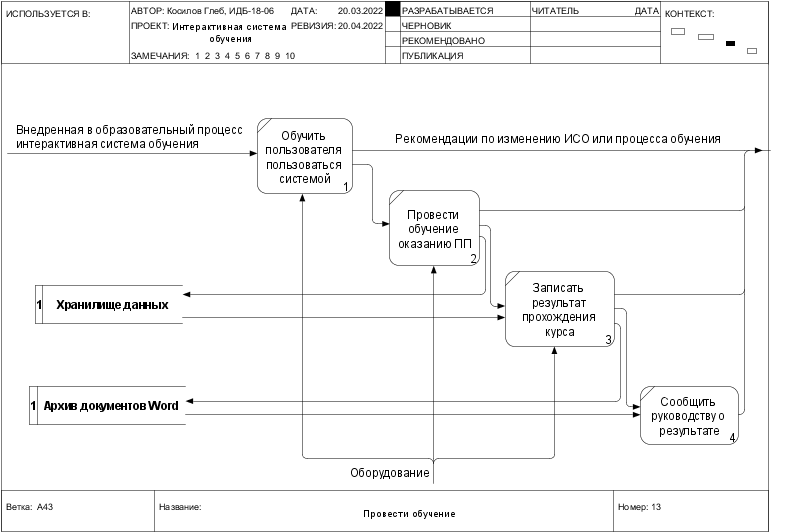 ИСПОЛЬЗУЕТСЯ В:
АВТОР: Косилов Глеб, ИДБ-18-06
ДАТА: 20.03.2022
ПРОЕКТ: Интерактивная система
обучения
РЕВИЗИЯ: 20.04.2022
ЗАМЕЧАНИЯ: 1 2 3 4 5 6 7 8 9 10
РАЗРАБАТЫВАЕТСЯ
ЧЕРНОВИК
РЕКОМЕНДОВАНО
ПУБЛИКАЦИЯ
ЧИТАТЕЛЬ
ДАТА
КОНТЕКСТ:
Внедренная в образовательный процесс
интерактивная система обучения
Обучить
пользователя
пользоваться
системой
1
Рекомендации по изменению ИСО или процесса обучения
Провести
обучение
оказанию ПП
2
Записать
результат
прохождения
курса
3
1 Хранилище данных
1 Архив документов Word
Сообщить
руководству о
результате
4
Оборудование
Ветка: A43
Название:
Провести обучение
Номер: 13